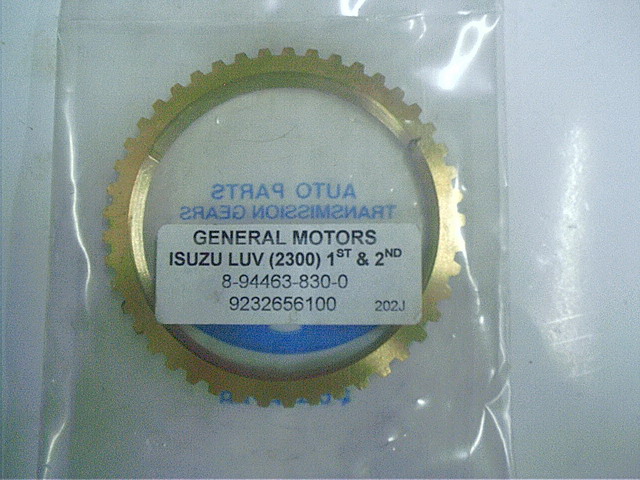 AUTO PARTS
TRANSMISSION GEARS
GENERAL MOTORS
ISUZU LUV (2300) 1ST & 2ND
8-94463-830-0
9232656100 202J